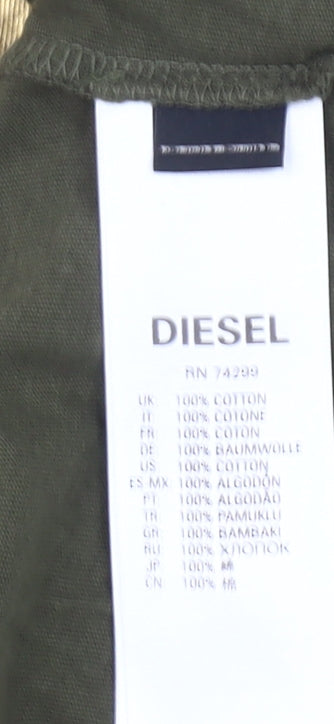 DIESEL
RN 74299
UK 100% COTTON
IT 100% COTONE
FR 100% COTON
DE 100% BAUMWOLLE
US 100% COTTON
ES MX 100% ALGODÓN
PT 100% ALGODÃO
TR 100% PAMUKLU
GR 100% BAMBAKI
RU 100% ХЛОПОК
JP 100% 綿
CN 100% 棉